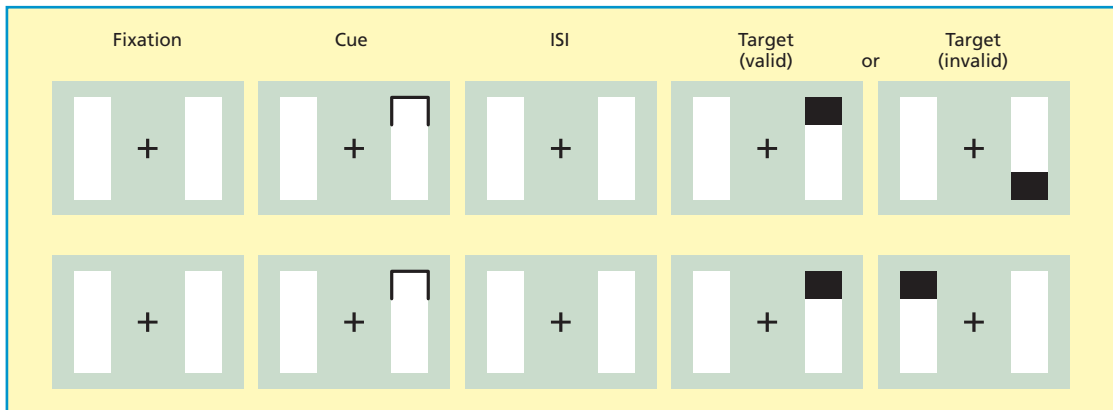 Fixation
Cue
ISI
Target
(valid)
or
Target
(invalid)